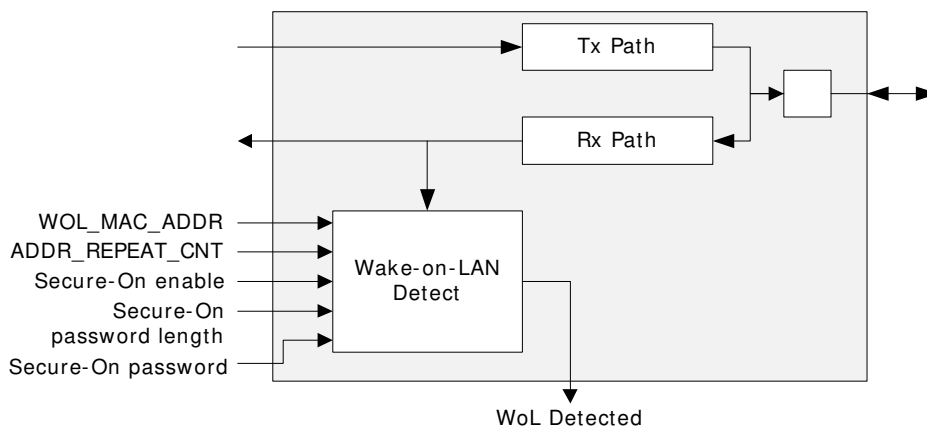 Tx Path
Rx Path
WOL_MAC_ADDR
ADDR_REPEAT_CNT
Secure-On enable
Secure-On
password length
Secure-On password
Wake-on-LAN
Detect
WoL Detected